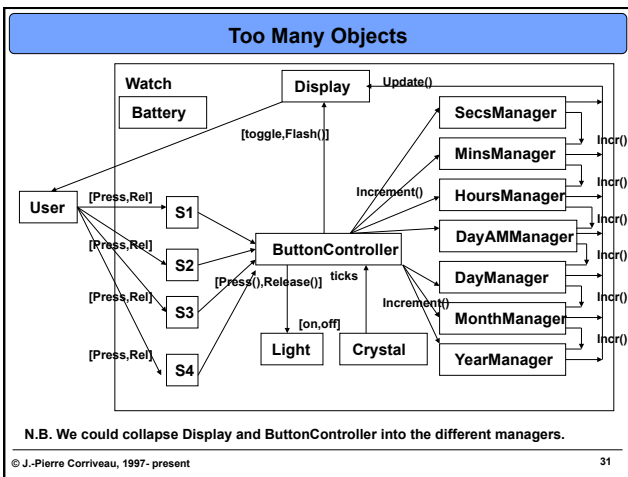 Too Many Objects
Watch
Display
Update()
Battery
SecsManager
[toggle,Flash()]
Incr()
MinsManager
Incr()
[Press,Rel]
Increment()
HoursManager
User
S1
Incr()
DayAMManager
[Press,Rel]
S2
ButtonController
Incr()
[Press,Rel]
[Press(),Release()]
ticks
DayManager
S3
Increment()
Incr()
[on,off]
MonthManager
[Press,Rel]
Light
Crystal
Incr()
S4
YearManager
N.B. We could collapse Display and ButtonController into the different managers.
© J.-Pierre Corriveau, 1997- present
31